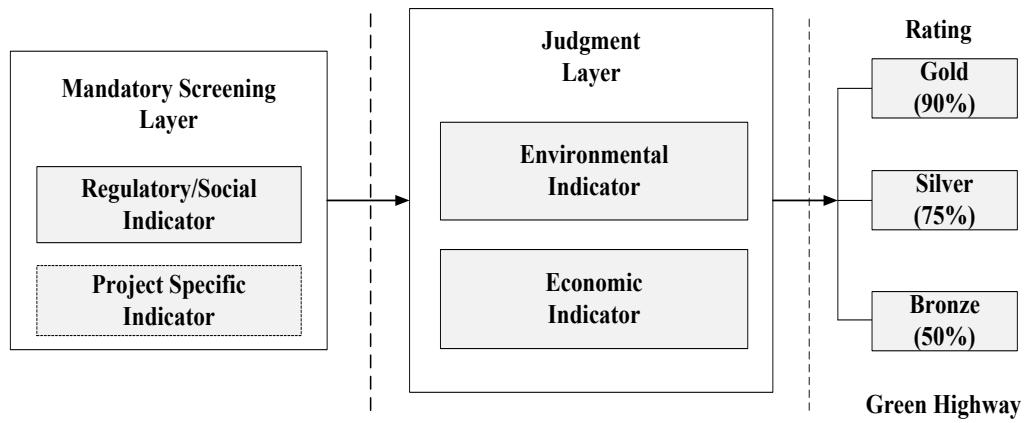 Mandatory Screening
Layer
Regulatory/Social
Indicator
Project Specific
Indicator
Judgment
Layer
Environmental
Indicator
Economic
Indicator
Rating
Gold
(90%)
Silver
(75%)
Bronze
(50%)
Green Highway